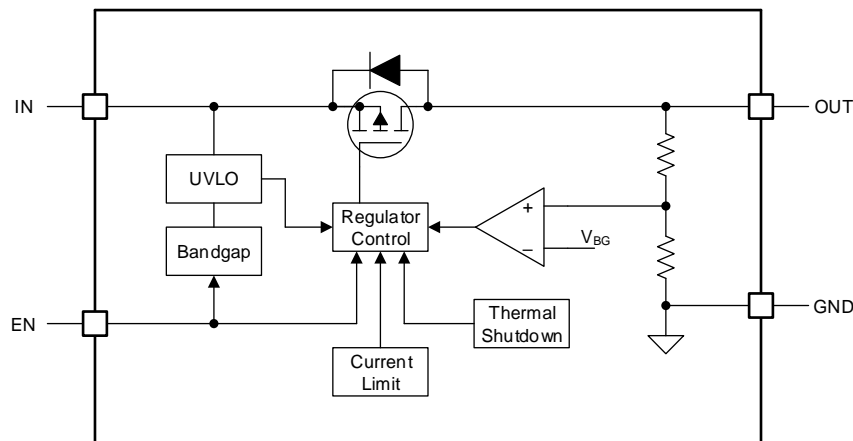 IN
OUT
UVLO
Regulator
Control
+
−
V_BG
Bandgap
EN
GND
Thermal
Shutdown
Current
Limit